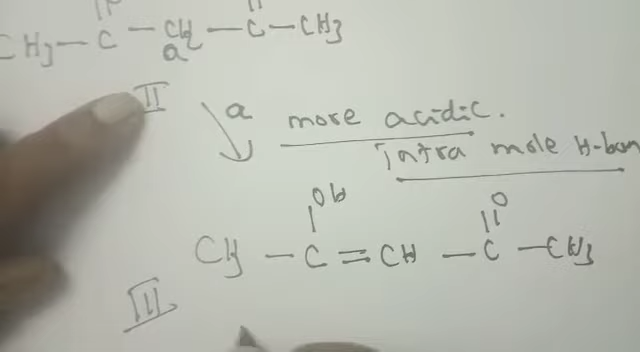 CH3 — C — CH2 — C — CH3
a
II
a more acidic.
Intra mole H-bon
OH O
CH3 — C = CH — C — CH3
III